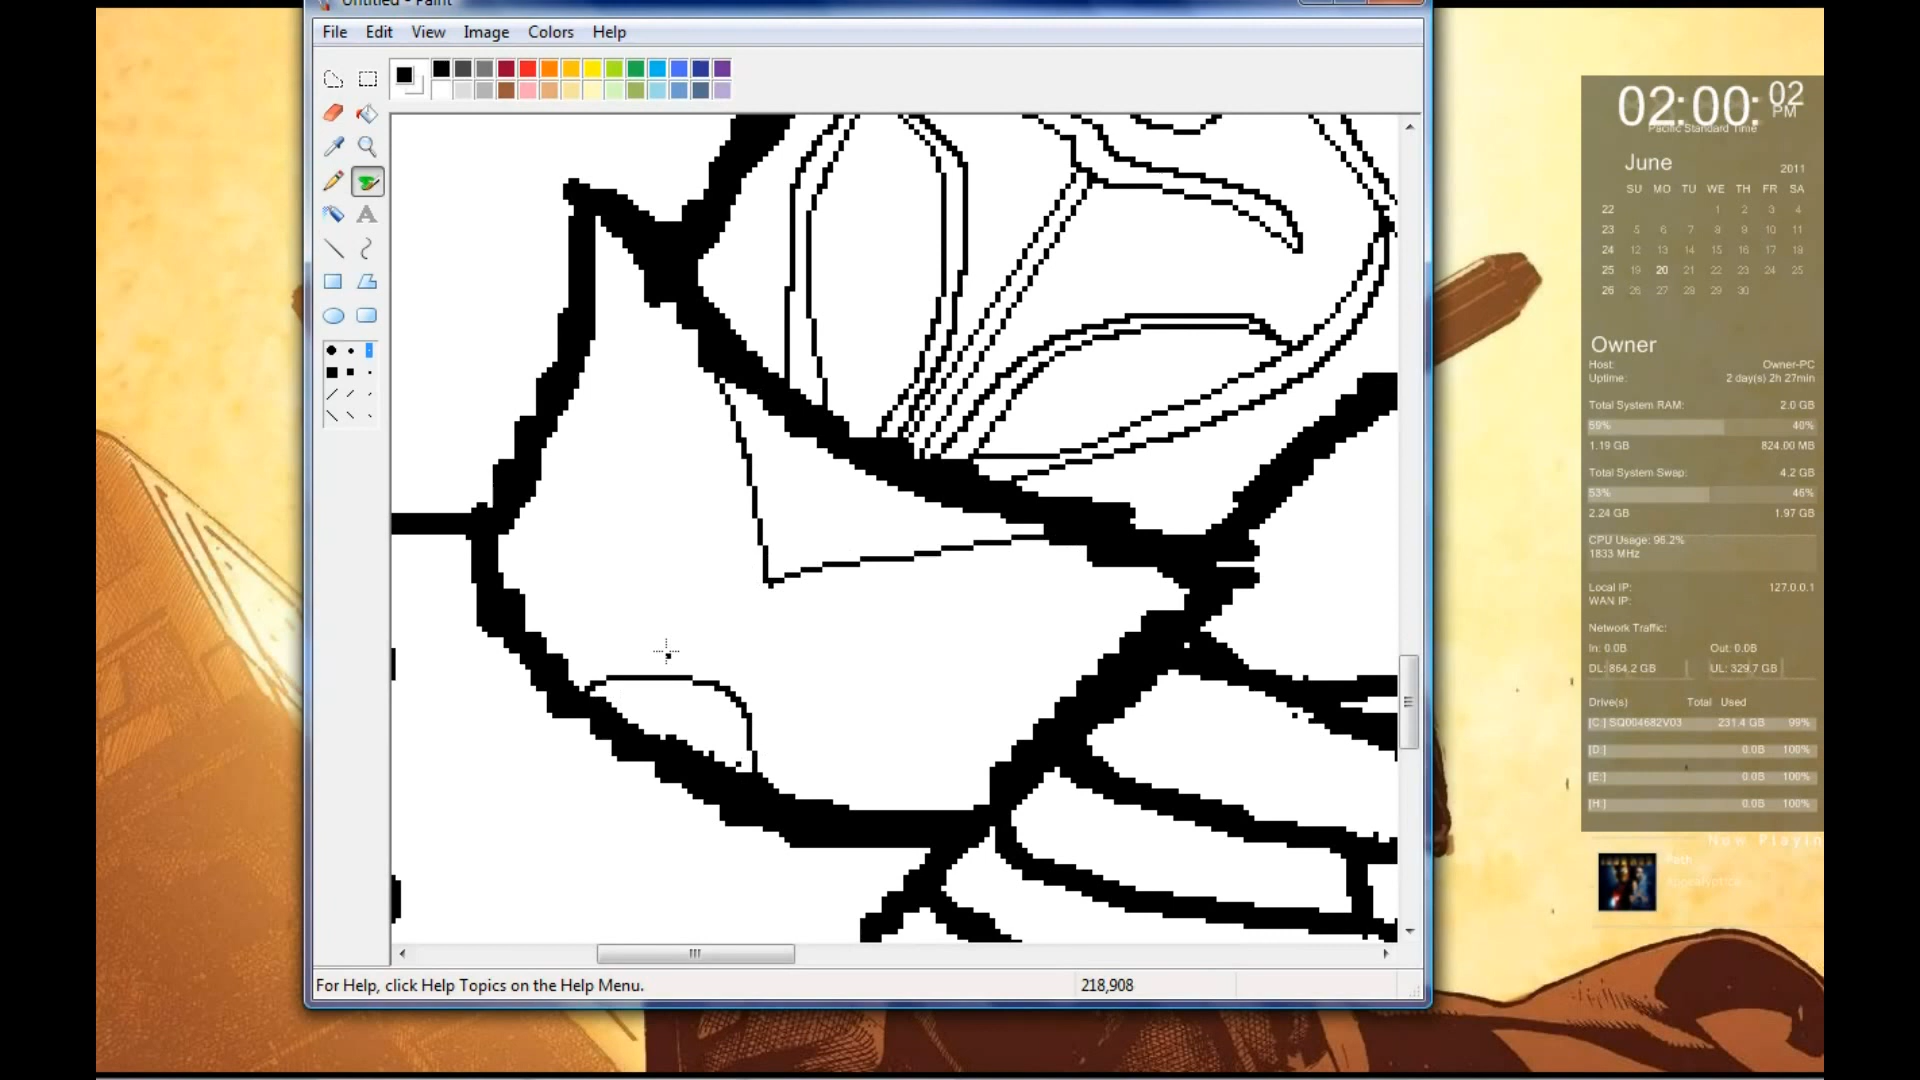 Untitled - Paint
File Edit View Image Colors Help
A
For Help, click Help Topics on the Help Menu.
218,908
02:00:02 PM
Pacific Standard Time
June 2011
SU MO TU WE TH FR SA
22 1 2 3 4
23 5 6 7 8 9 10 11
24 12 13 14 15 16 17 18
25 19 20 21 22 23 24 25
26 26 27 28 29 30
Owner
Host: Owner-PC
Uptime: 2 day(s) 2h 27min
Total System RAM: 2.0 GB
59% 40%
1.19 GB 824.00 MB
Total System Swap: 4.2 GB
53% 46%
2.24 GB 1.97 GB
CPU Usage: 96.2%
1833 MHz
Local IP: 127.0.0.1
WAN IP:
Network Traffic:
In: 0.0B Out: 0.0B
DL: 864.2 GB UL: 329.7 GB
Drive(s) Total Used
[C:] SQ004682V03 231.4 GB 99%
[D:] 0.0B 100%
[E:] 0.0B 100%
[H:] 0.0B 100%
Now Playin
Path
Apocalyptica